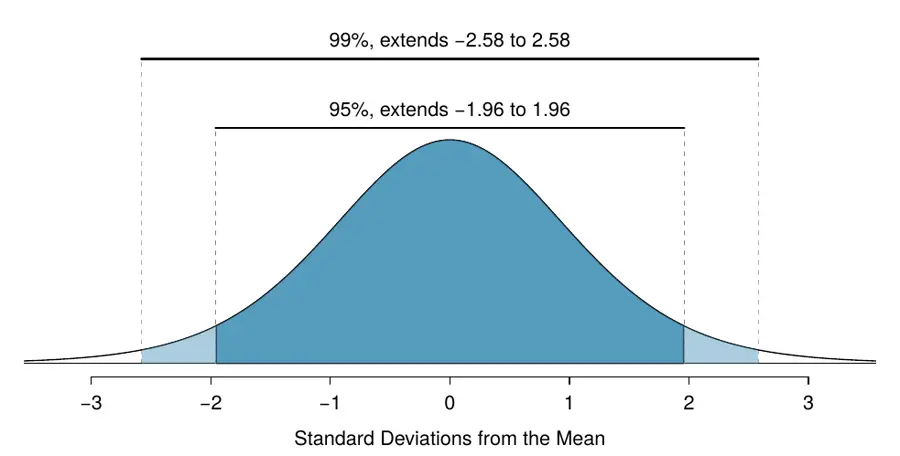 99%, extends −2.58 to 2.58
95%, extends −1.96 to 1.96
−3 −2 −1 0 1 2 3
Standard Deviations from the Mean